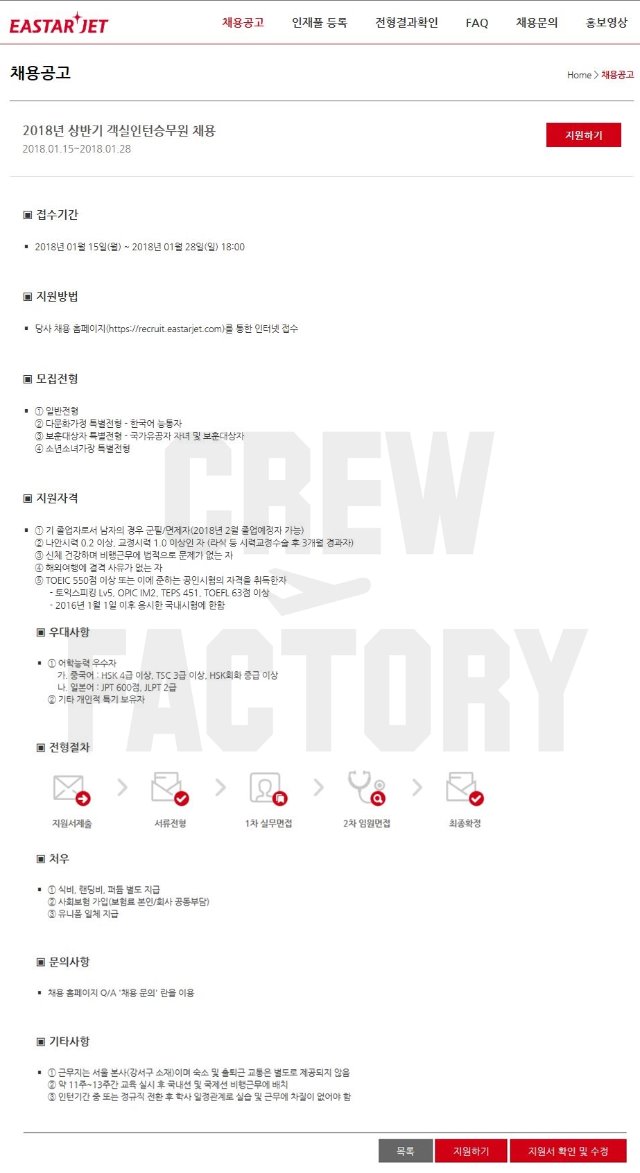 EASTAR JET
채용공고 인재풀 등록 전형결과확인 FAQ 채용문의 홍보영상
채용공고
Home > 채용공고
2018년 상반기 객실인턴승무원 채용
2018.01.15~2018.01.28
지원하기
▣ 접수기간
▪ 2018년 01월 15일(월) ~ 2018년 01월 28일(일) 18:00
▣ 지원방법
▪ 당사 채용 홈페이지(https://recruit.eastarjet.com)를 통한 인터넷 접수
▣ 모집전형
▪ ① 일반전형
② 다문화가정 특별전형 - 한국어 능통자
③ 보훈대상자 특별전형 - 국가유공자 자녀 및 보훈대상자
④ 소년소녀가장 특별전형
CREW
FACTORY
▣ 지원자격
▪ ① 기 졸업자로서 남자의 경우 군필/면제자(2018년 2월 졸업예정자 가능)
② 나안시력 0.2 이상, 교정시력 1.0 이상인 자 (라식 등 시력교정수술 후 3개월 경과자)
③ 신체 건강하며 비행근무에 법적으로 문제가 없는 자
④ 해외여행에 결격 사유가 없는 자
⑤ TOEIC 550점 이상 또는 이에 준하는 공인시험의 자격을 취득한자
- 토익스피킹 Lv5, OPIC IM2, TEPS 451, TOEFL 63점 이상
- 2016년 1월 1일 이후 응시한 국내시험에 한함
▣ 우대사항
▪ ① 어학능력 우수자
가. 중국어 : HSK 4급 이상, TSC 3급 이상, HSK회화 중급 이상
나. 일본어 : JPT 600점, JLPT 2급
② 기타 개인적 특기 보유자
▣ 전형절차
지원서제출 서류전형 1차 실무면접 2차 임원면접 최종확정
▣ 처우
▪ ① 식비, 랜딩비, 퍼듐 별도 지급
② 사회보험 가입(보험료 본인/회사 공동부담)
③ 유니폼 일체 지급
▣ 문의사항
▪ 채용 홈페이지 Q/A '채용 문의' 란을 이용
▣ 기타사항
▪ ① 근무지는 서울 본사(강서구 소재)이며 숙소 및 출퇴근 교통은 별도로 제공되지 않음
② 약 11주~13주간 교육 실시 후 국내선 및 국제선 비행근무에 배치
③ 인턴기간 중 또는 정규직 전환 후 학사 일정관계로 실습 및 근무에 차질이 없어야 함
목록 지원하기 지원서 확인 및 수정